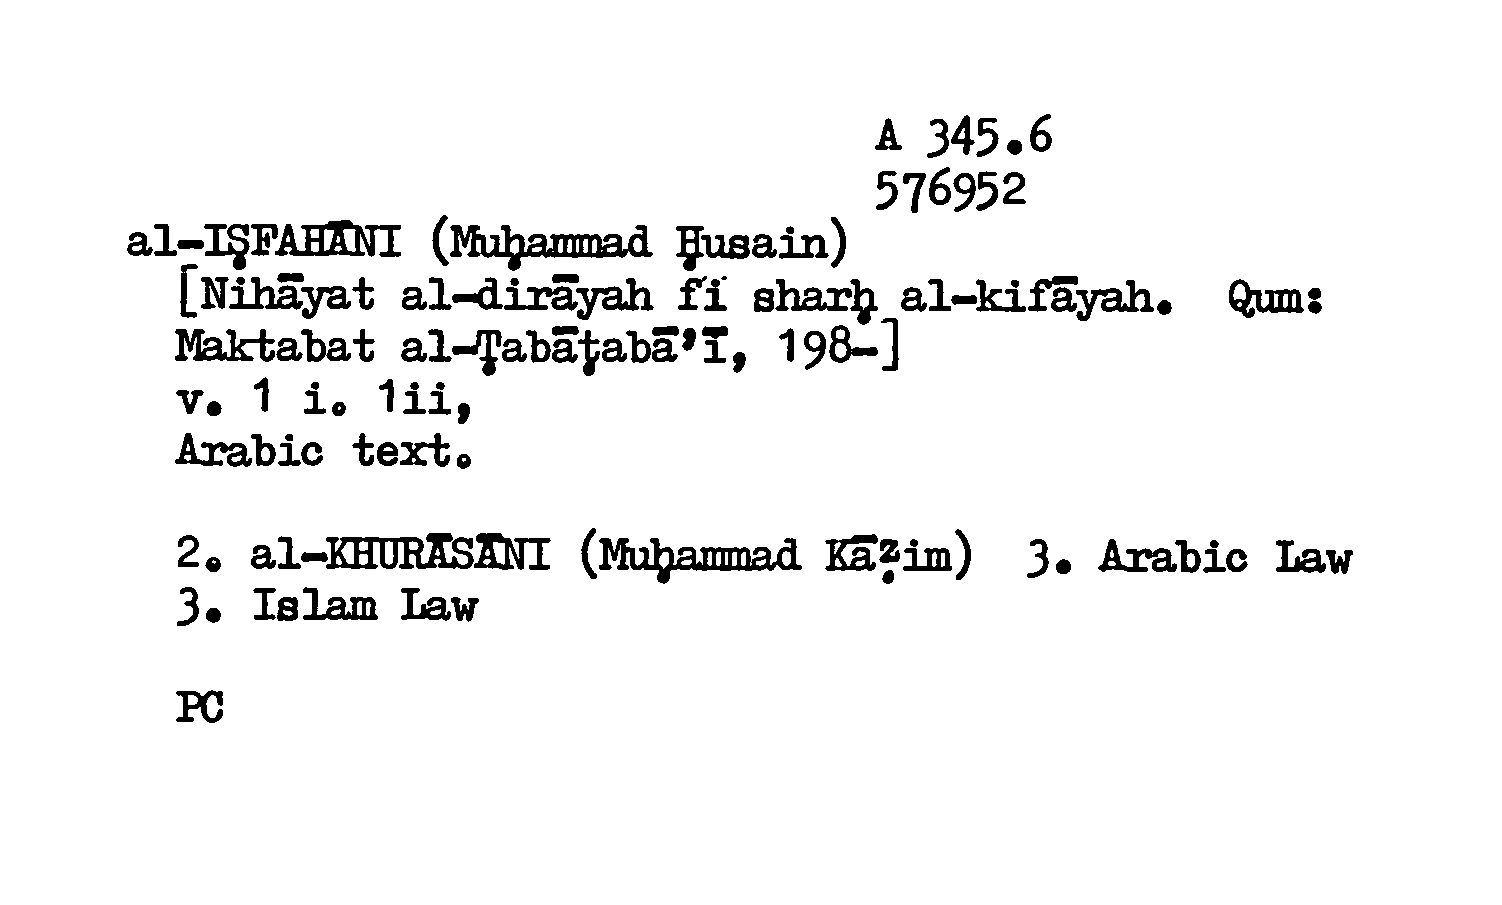 A 345.6
576952
al-IṢFAHĀNI (Muḥammad Ḥusain)
[Nihāyat al-dirāyah fi sharḥ al-kifāyah. Qum:
Maktabat al-Ṭabāṭabā'ī, 198-]
v. 1 i. 1ii,
Arabic text.
2. al-KHURĀSĀNI (Muḥammad Kāẓim) 3. Arabic Law
3. Islam Law
PC